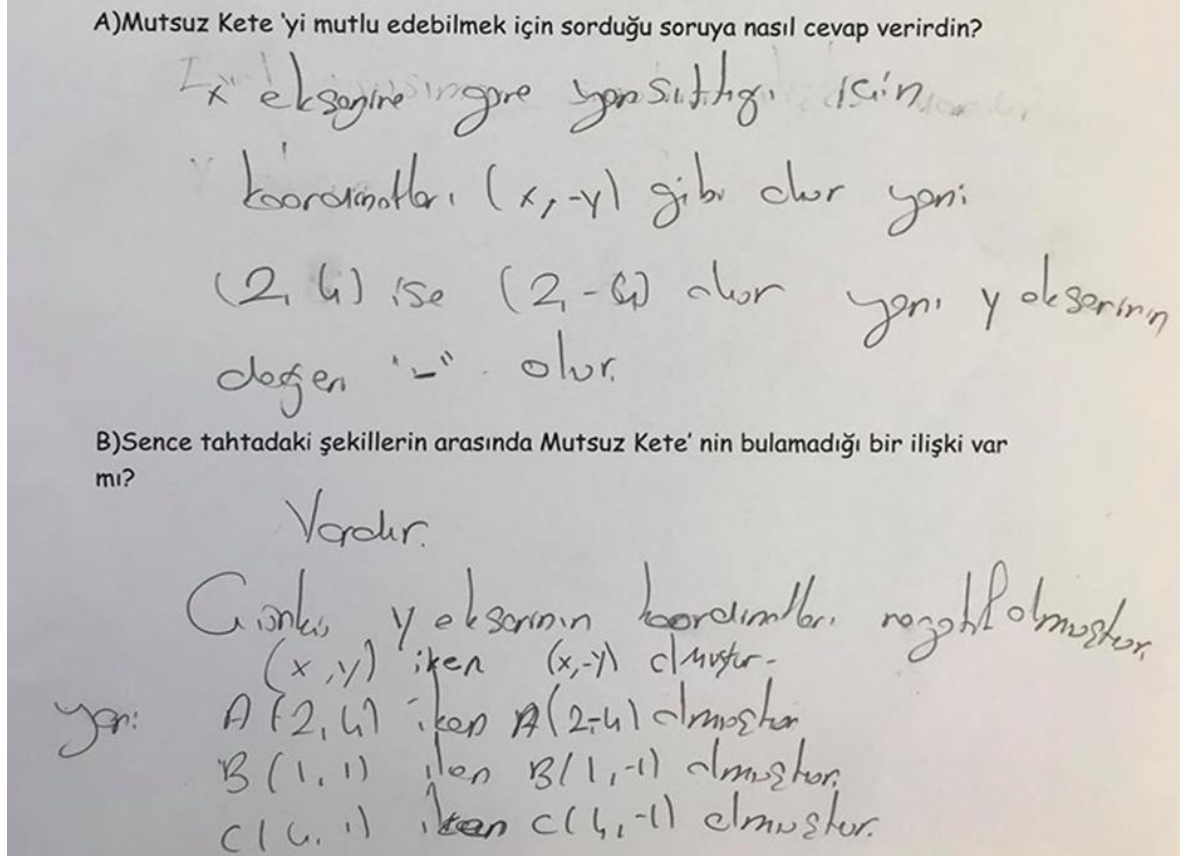 A)Mutsuz Kete 'yi mutlu edebilmek için sorduğu soruya nasıl cevap verirdin?
"x" eksenine göre yansıttığı için
koordinatları (x,-y) gibi olur yani
(2,4) ise (2,-4) olur yani y ekseninin
değeri "-" olur.
B)Sence tahtadaki şekillerin arasında Mutsuz Kete' nin bulamadığı bir ilişki var
mı?
Vardır.
Çünkü y ekseninin koordinatları negatif olmuştur.
(x,y) iken (x,-y) olmuştur.
yani A(2,4) iken A(2-4) olmuştur
B(1,1) iken B(1,-1) olmuştur.
C(4,1) iken C(4,-1) olmuştur.